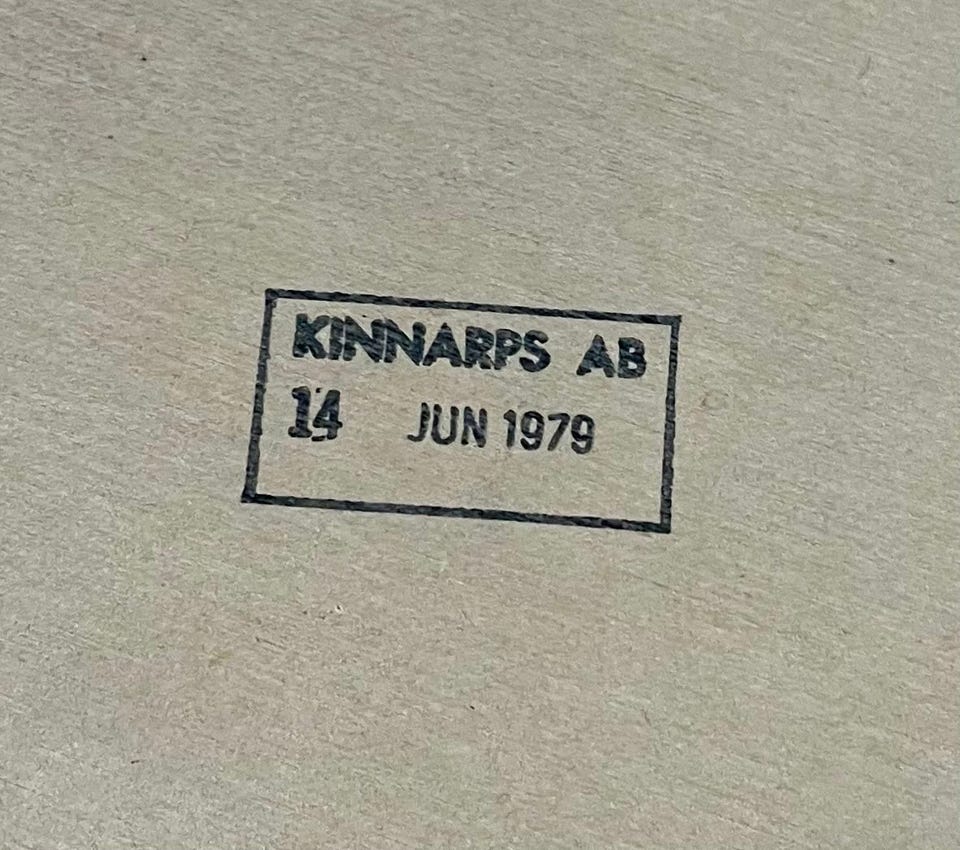 KINNARPS AB
14 JUN 1979